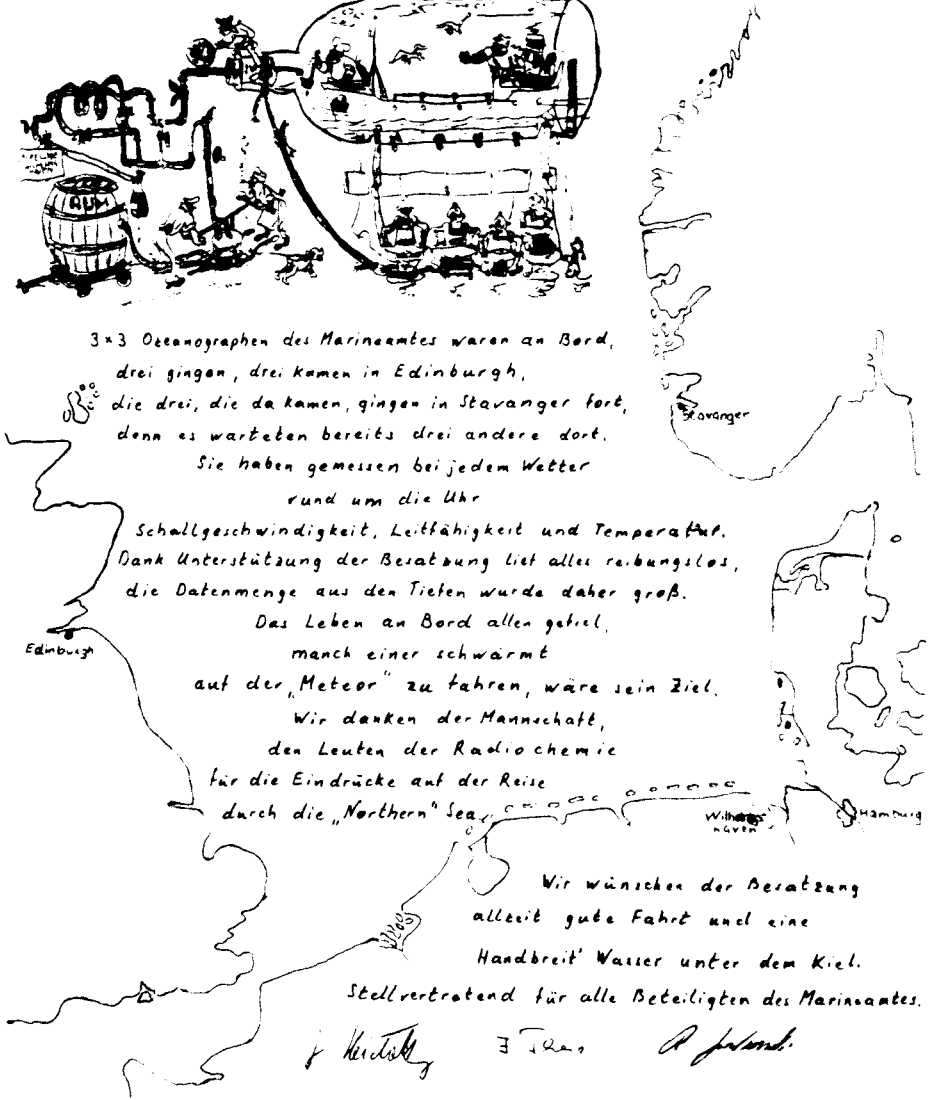 RUM
3×3 Ozeanographen des Marineamtes waren an Bord,
drei gingen, drei kamen in Edinburgh,
die drei, die da kamen, gingen in Stavanger fort,
denn es warteten bereits drei andere dort.
Stavanger
Sie haben gemessen bei jedem Wetter
rund um die Uhr
Schallgeschwindigkeit, Leitfähigkeit und Temperatur.
Dank Unterstützung der Besatzung lief alles reibungslos,
die Datenmenge aus den Tiefen wurde daher groß.
Das Leben an Bord allen gefiel,
Edinburgh
manch einer schwärmt
auf der „Meteor" zu fahren, wäre sein Ziel.
Wir danken der Mannschaft,
den Leuten der Radiochemie
für die Eindrücke auf der Reise
durch die „Northern" Sea.
Hamburg
Wir wünschen der Besatzung
allzeit gute Fahrt und eine
Handbreit' Wasser unter dem Kiel.
Stellvertretend für alle Beteiligten des Marineamtes.